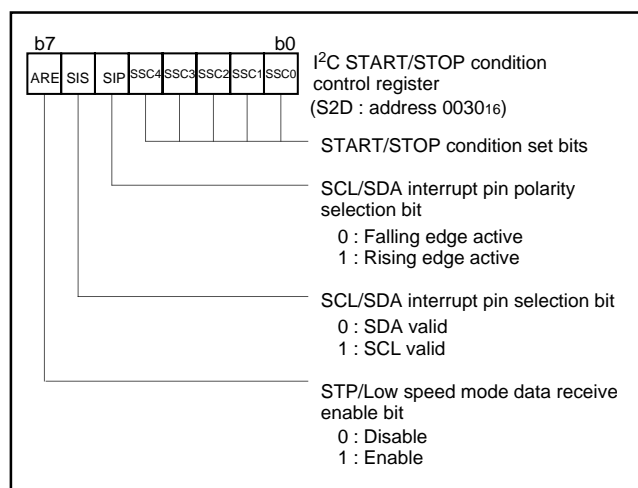 b7 b0
ARE SIS SIP SSC4 SSC3 SSC2 SSC1 SSC0
I²C START/STOP condition
control register
(S2D : address 0030₁₆)
START/STOP condition set bits
SCL/SDA interrupt pin polarity
selection bit
0 : Falling edge active
1 : Rising edge active
SCL/SDA interrupt pin selection bit
0 : SDA valid
1 : SCL valid
STP/Low speed mode data receive
enable bit
0 : Disable
1 : Enable